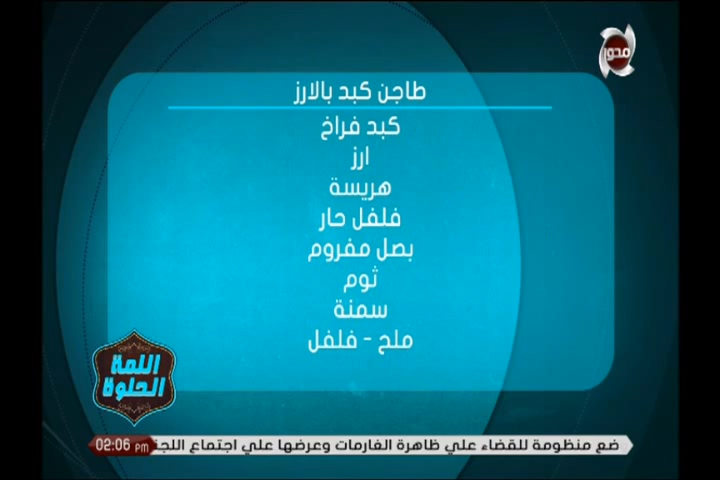 محور
طاجن كبد بالارز
كبد فراخ
ارز
هريسة
فلفل حار
بصل مفروم
ثوم
سمنة
ملح - فلفل
اللمة
الحلوة
02:06 pm
ضع منظومة للقضاء علي ظاهرة الغارمات وعرضها علي اجتماع اللجن